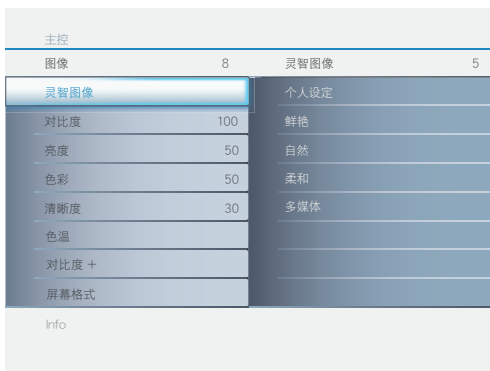 主控
图像 8 灵智图像 5
灵智图像 个人设定
对比度 100 鲜艳
亮度 50 自然
色彩 50 柔和
清晰度 30 多媒体
色温
对比度 +
屏幕格式
Info